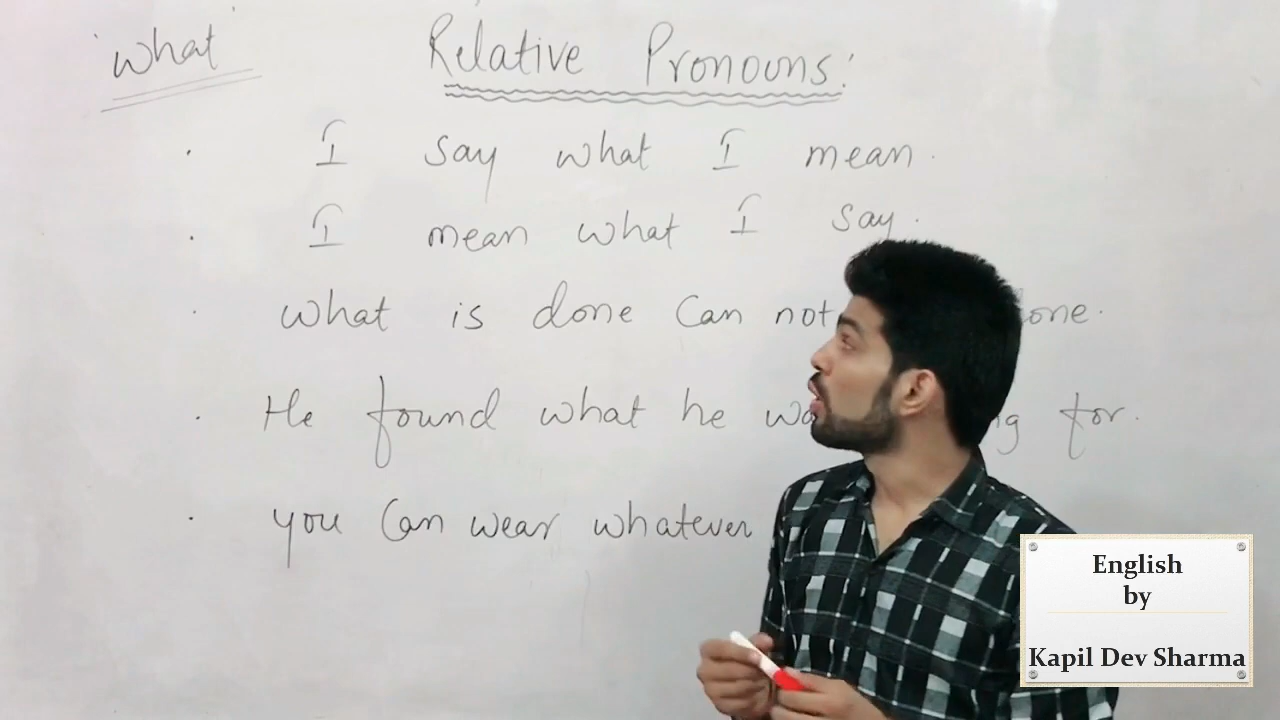 "What" Relative Pronouns:
. I say what I mean.
. I mean what I say.
. What is done can not
. He found what he for.
. you can wear whatever
English
by
Kapil Dev Sharma